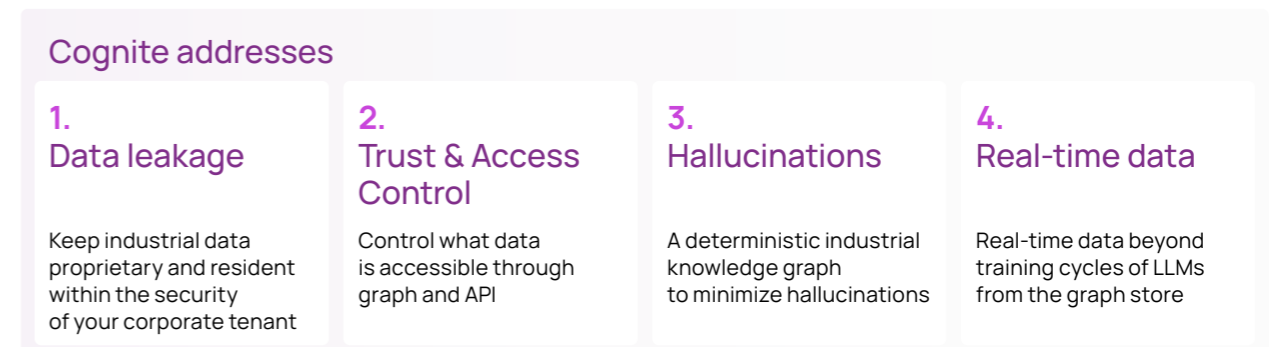 Cognite addresses
1.
Data leakage
Keep industrial data
proprietary and resident
within the security
of your corporate tenant
2.
Trust & Access
Control
Control what data
is accessible through
graph and API
3.
Hallucinations
A deterministic industrial
knowledge graph
to minimize hallucinations
4.
Real-time data
Real-time data beyond
training cycles of LLMs
from the graph store